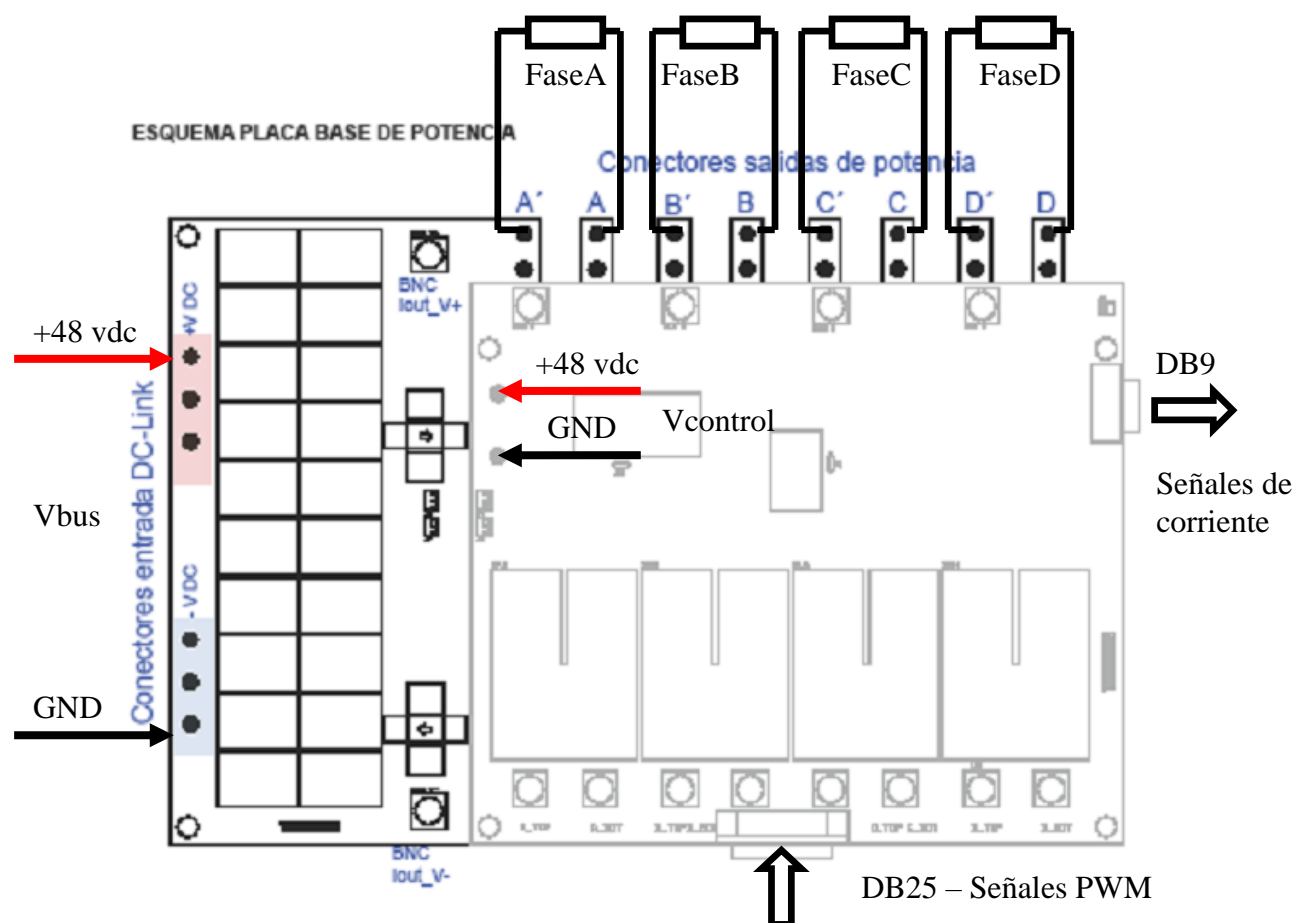 FaseA
FaseB
FaseC
FaseD
ESQUEMA PLACA BASE DE POTENCIA
Conectores salidas de potencia
A´
A
B´
B
C´
C
D´
D
BNC
Iout_V+
+V DC
+48 vdc
Conectores entrada DC-Link
+48 vdc
GND
Vcontrol
DB9
Señales de
corriente
Vbus
- V DC
GND
BNC
Iout_V-
DB25 – Señales PWM